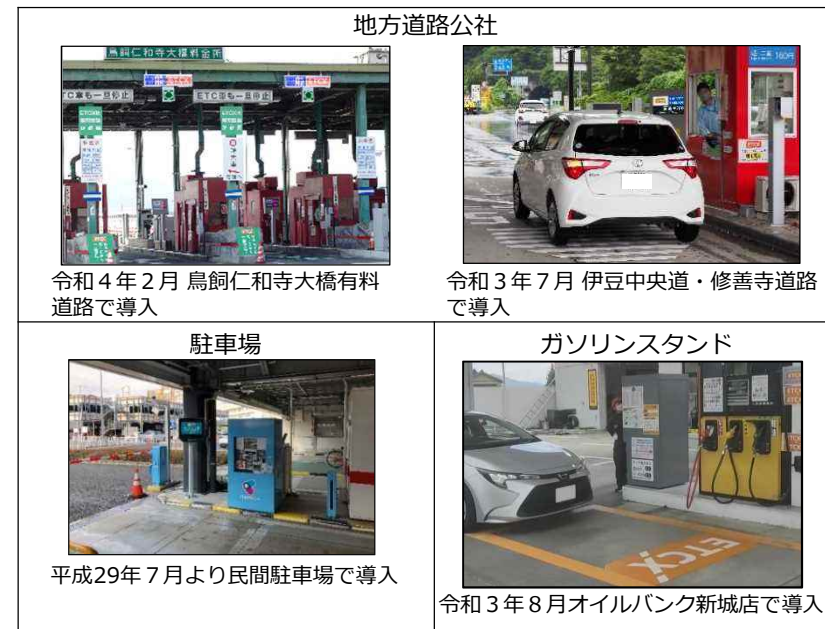 地方道路公社
鳥飼仁和寺大橋料金所
ETC車も一旦停止
ETC車も一旦停止
令和４年２月 鳥飼仁和寺大橋有料
道路で導入
令和３年７月 伊豆中央道・修善寺道路
で導入
駐車場
ガソリンスタンド
ETCX
平成29年７月より民間駐車場で導入
令和３年８月オイルバンク新城店で導入